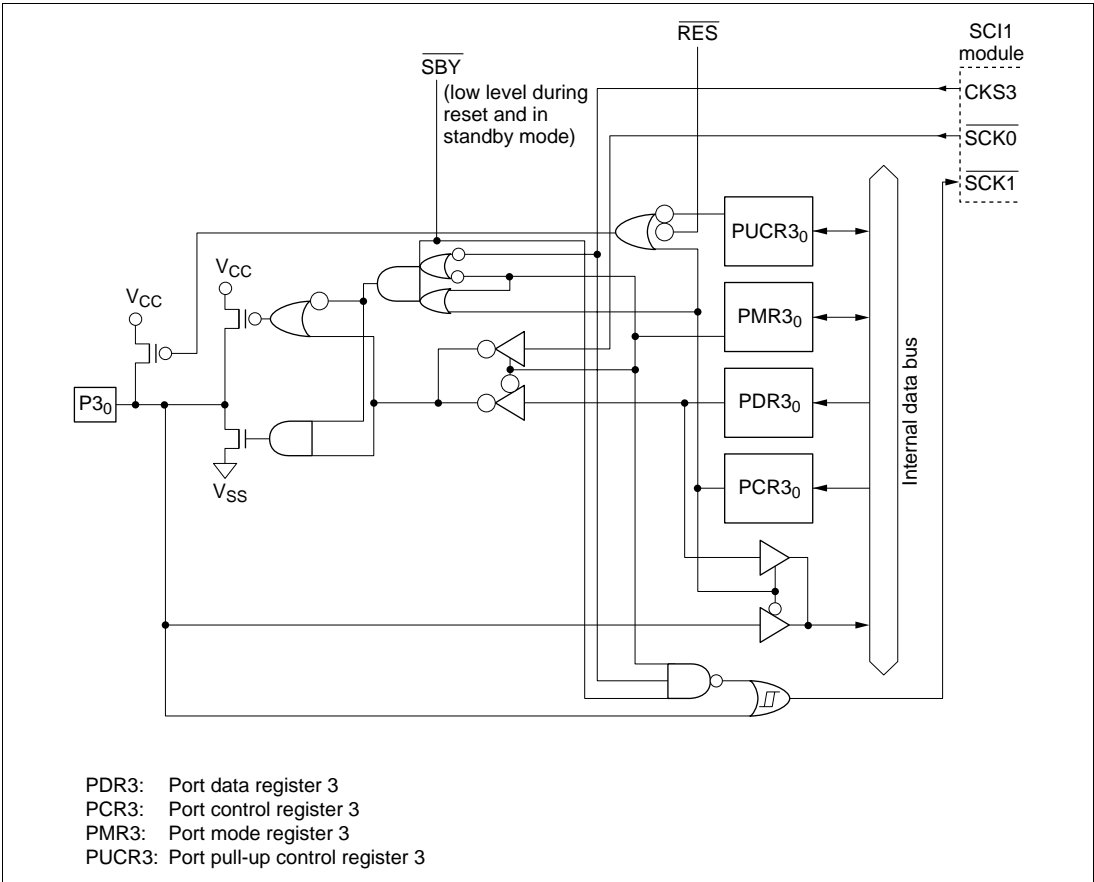 RES
SCI1
module
SBY
(low level during
reset and in
standby mode)
CKS3
SCK0
SCK1
PUCR3₀
VCC
VCC
PMR3₀
P3₀
PDR3₀
Internal data bus
PCR3₀
VSS
PDR3: Port data register 3
PCR3: Port control register 3
PMR3: Port mode register 3
PUCR3: Port pull-up control register 3